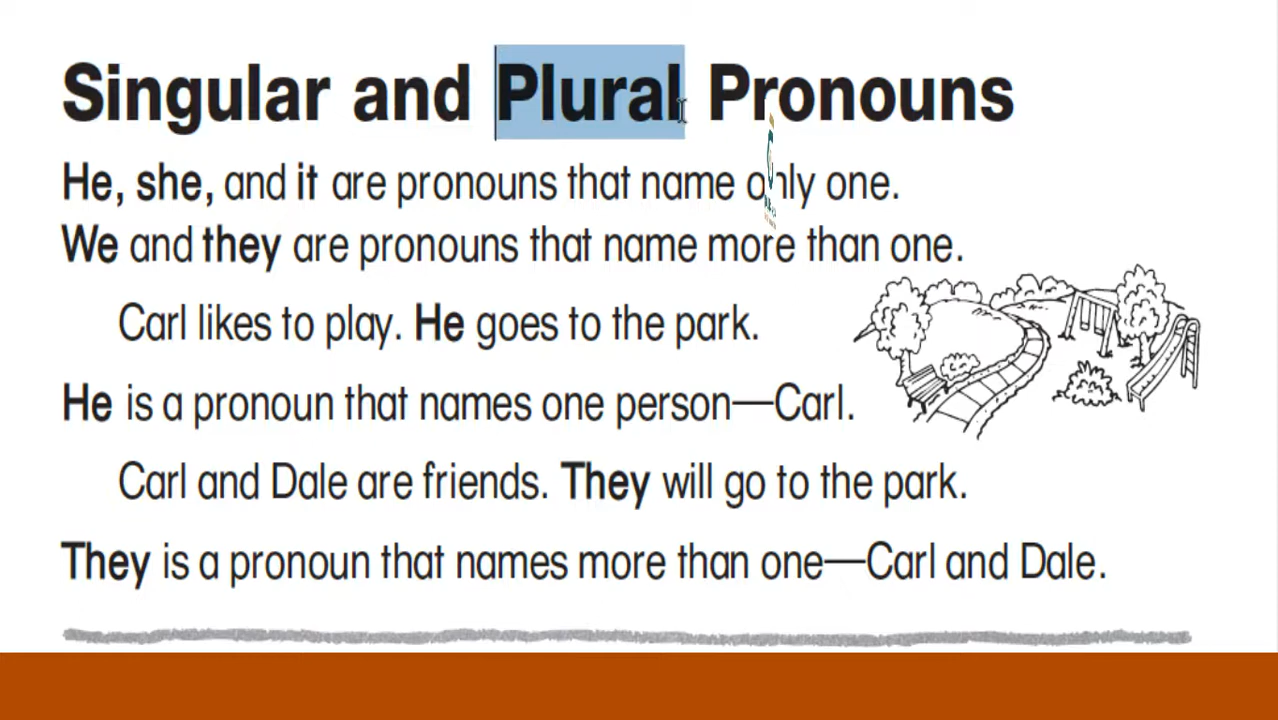 Singular and Plural Pronouns
He, she, and it are pronouns that name only one.
We and they are pronouns that name more than one.
Carl likes to play. He goes to the park.
He is a pronoun that names one person—Carl.
Carl and Dale are friends. They will go to the park.
They is a pronoun that names more than one—Carl and Dale.